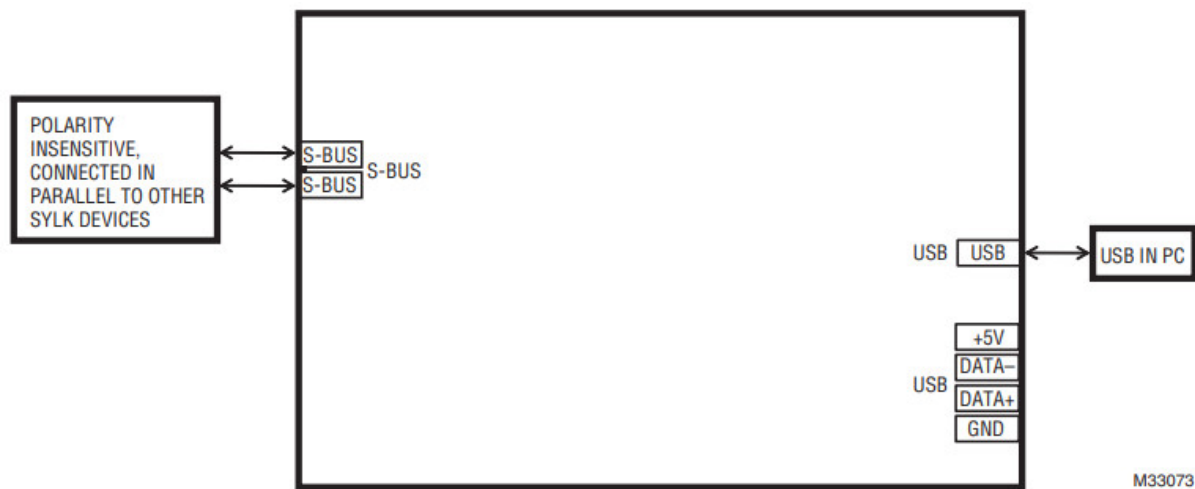 POLARITY
INSENSITIVE,
CONNECTED IN
PARALLEL TO OTHER
SYLK DEVICES
S-BUS
S-BUS
S-BUS
USB
USB
USB IN PC
+5V
DATA–
USB
DATA+
GND
M33073